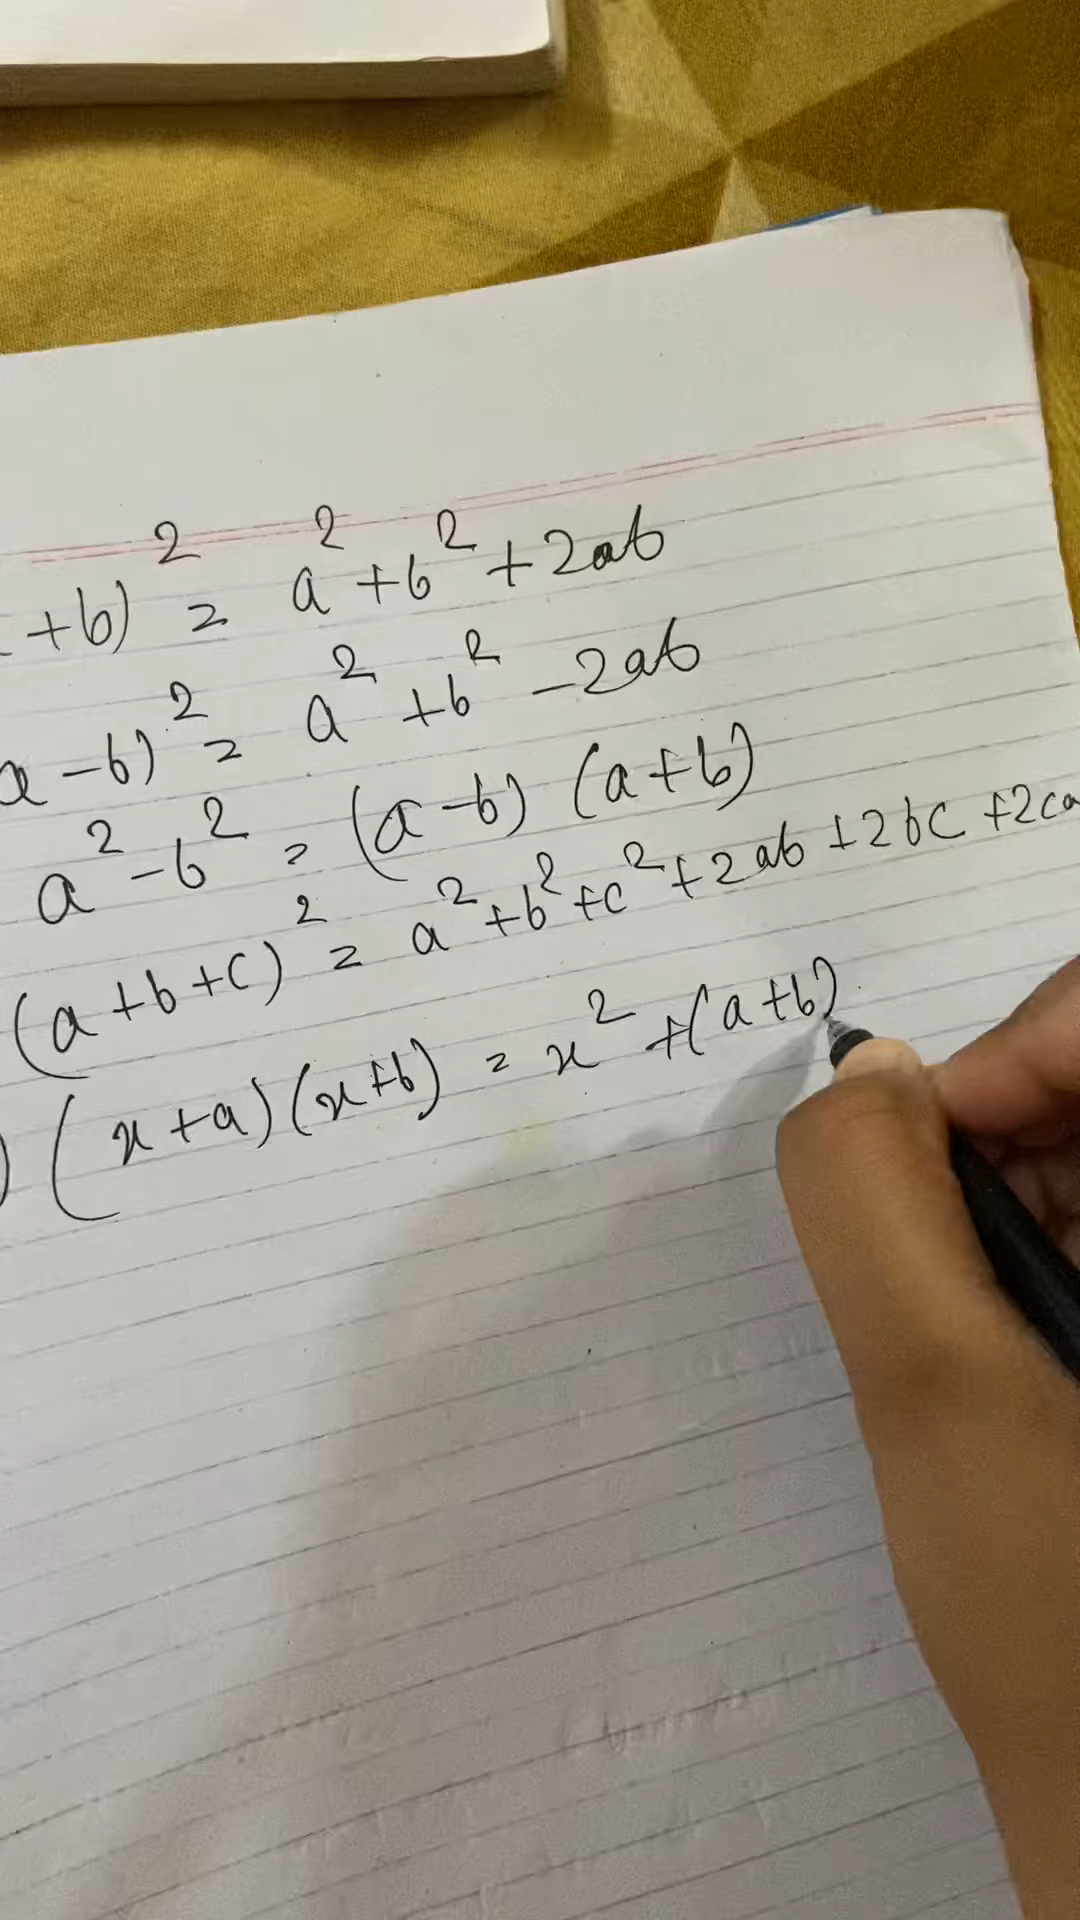 +b)² = a² + b² + 2ab
a - b)² = a² + b² - 2ab
a² - b² = (a - b) (a + b)
(a + b + c)² = a² + b² + c² + 2ab + 2bc + 2ca
) (x + a) (x + b) = x² + (a + b)